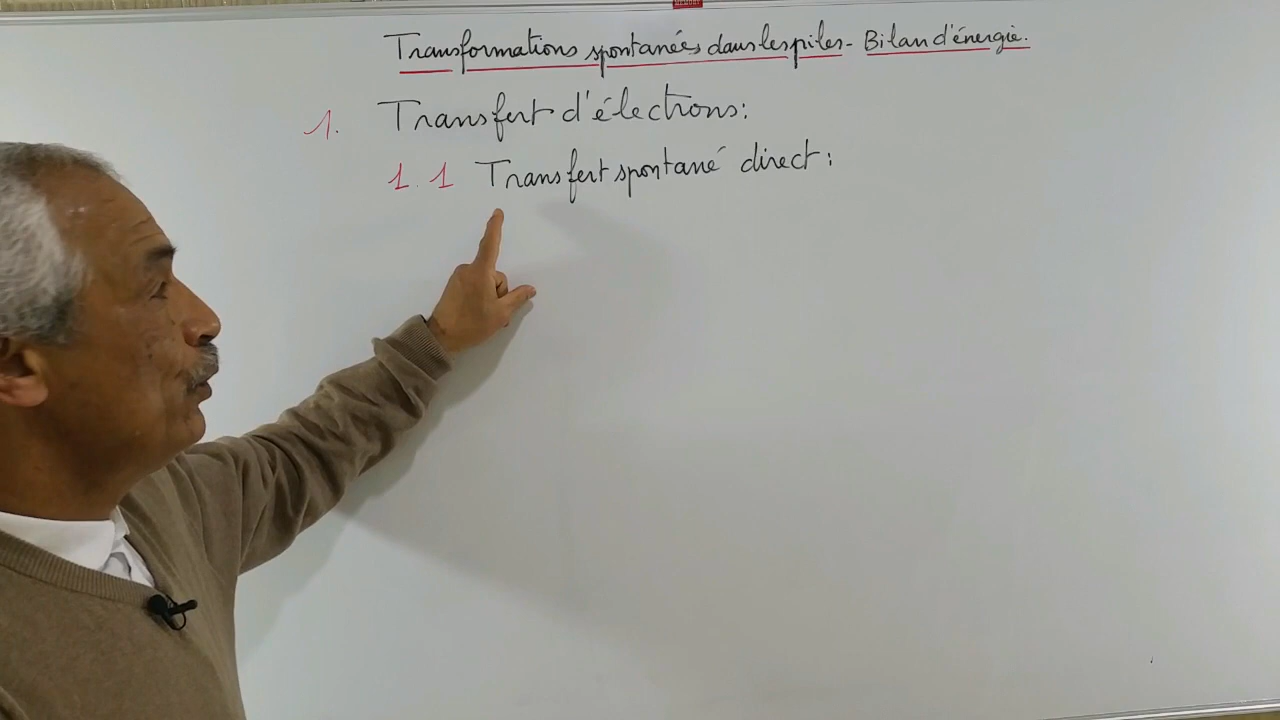 Transformations spontanées dans les piles - Bilan d'énergie.
1. Transfert d'électrons:
1.1 Transfert spontané direct: